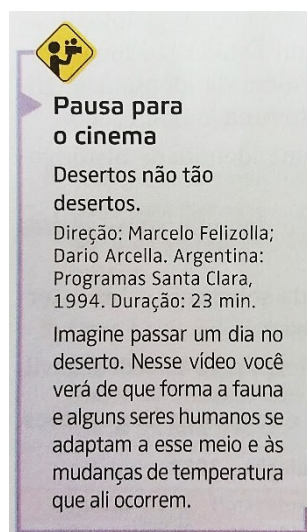 Pausa para
o cinema
Desertos não tão
desertos.
Direção: Marcelo Felizolla;
Dario Arcella. Argentina:
Programas Santa Clara,
1994. Duração: 23 min.
Imagine passar um dia no
deserto. Nesse vídeo você
verá de que forma a fauna
e alguns seres humanos se
adaptam a esse meio e às
mudanças de temperatura
que ali ocorrem.